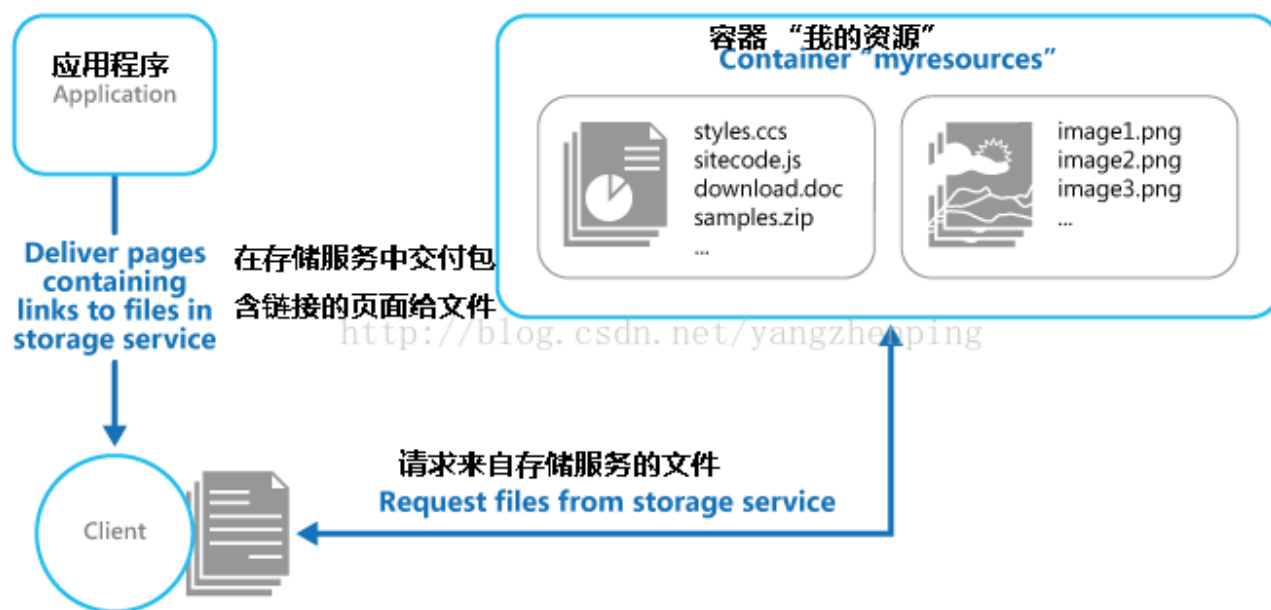 应用程序
Application
容器 “我的资源”
Container “myresources”
styles.ccs
sitecode.js
download.doc
samples.zip
...
image1.png
image2.png
image3.png
...
Deliver pages
containing
links to files in
storage service
在存储服务中交付包
含链接的页面给文件
http://blog.csdn.net/yangzhenping
请求来自存储服务的文件
Request files from storage service
Client